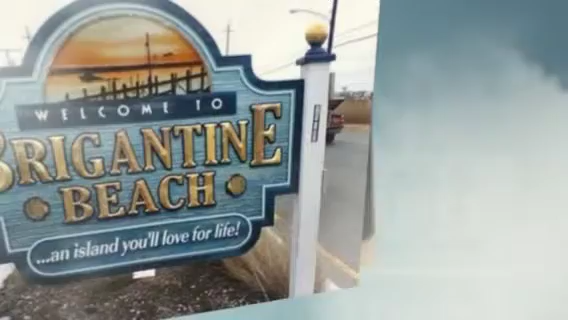 WELCOME TO
BRIGANTINE
BEACH
...an island you'll love for life!